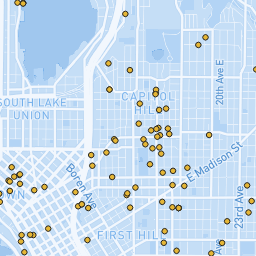 20th Ave E
SOUTH LAKE
UNION
CAPITOL
HILL
E Madison St
Boren Ave
23rd Ave
FIRST HILL